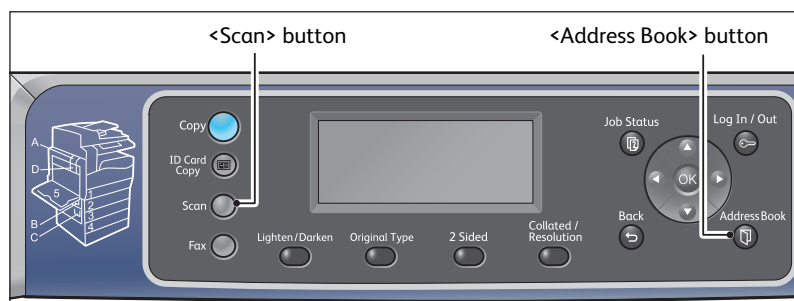 <Scan> button
<Address Book> button
A
D
5
1
2
3
4
B
C
Copy
ID Card
Copy
Scan
Fax
Lighten/Darken
Original Type
2 Sided
Collated /
Resolution
Job Status
Log In / Out
OK
Back
Address Book